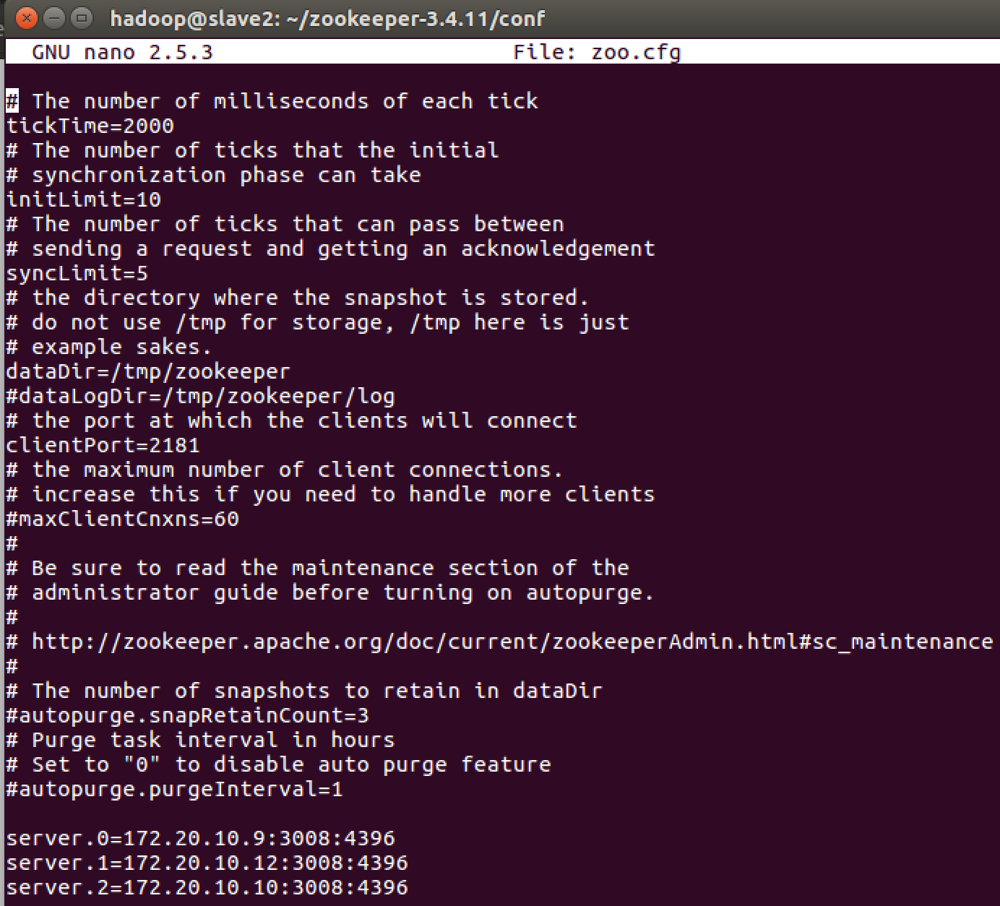 hadoop@slave2: ~/zookeeper-3.4.11/conf
GNU nano 2.5.3 File: zoo.cfg
# The number of milliseconds of each tick
tickTime=2000
# The number of ticks that the initial
# synchronization phase can take
initLimit=10
# The number of ticks that can pass between
# sending a request and getting an acknowledgement
syncLimit=5
# the directory where the snapshot is stored.
# do not use /tmp for storage, /tmp here is just
# example sakes.
dataDir=/tmp/zookeeper
#dataLogDir=/tmp/zookeeper/log
# the port at which the clients will connect
clientPort=2181
# the maximum number of client connections.
# increase this if you need to handle more clients
#maxClientCnxns=60
#
# Be sure to read the maintenance section of the
# administrator guide before turning on autopurge.
#
# http://zookeeper.apache.org/doc/current/zookeeperAdmin.html#sc_maintenance
#
# The number of snapshots to retain in dataDir
#autopurge.snapRetainCount=3
# Purge task interval in hours
# Set to "0" to disable auto purge feature
#autopurge.purgeInterval=1
server.0=172.20.10.9:3008:4396
server.1=172.20.10.12:3008:4396
server.2=172.20.10.10:3008:4396